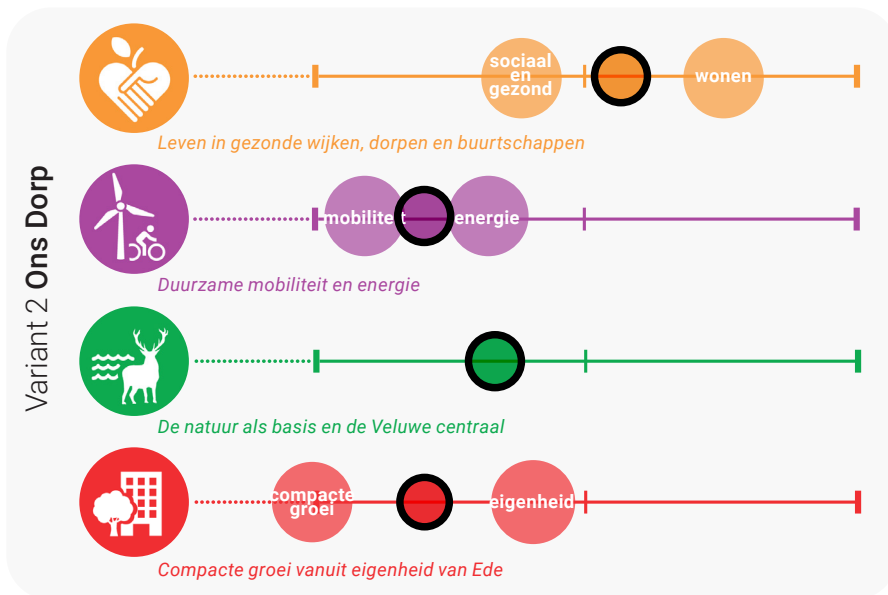 Variant 2 Ons Dorp
sociaal
en
gezond
wonen
Leven in gezonde wijken, dorpen en buurtschappen
mobiliteit
energie
Duurzame mobiliteit en energie
De natuur als basis en de Veluwe centraal
compacte
groei
eigenheid
Compacte groei vanuit eigenheid van Ede